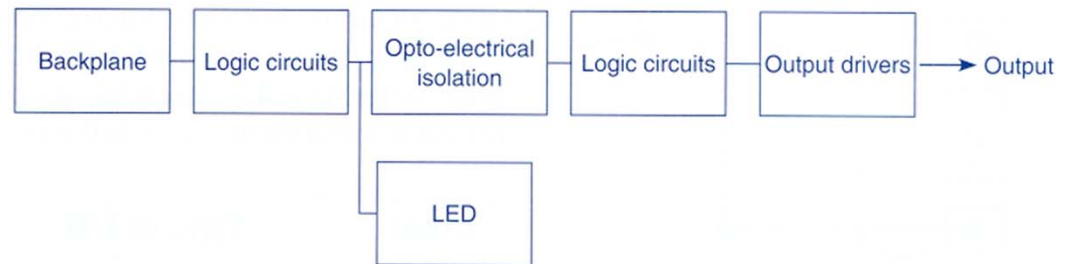 Backplane
Logic circuits
Opto-electrical
isolation
Logic circuits
Output drivers
Output
LED